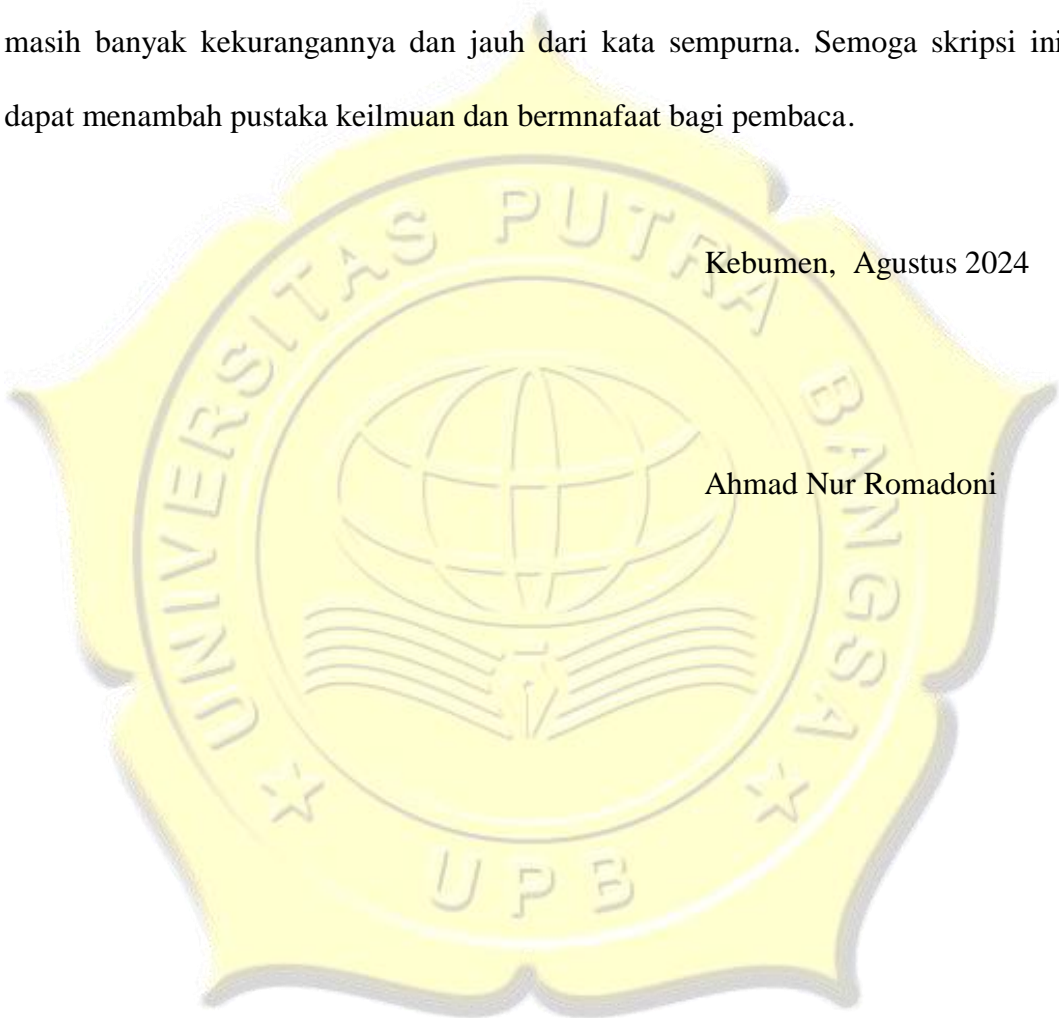 masih banyak kekurangannya dan jauh dari kata sempurna. Semoga skripsi ini
dapat menambah pustaka keilmuan dan bermnafaat bagi pembaca.
Kebumen, Agustus 2024
Ahmad Nur Romadoni
UNIVERSITAS PUTRA BANGSA
UPB